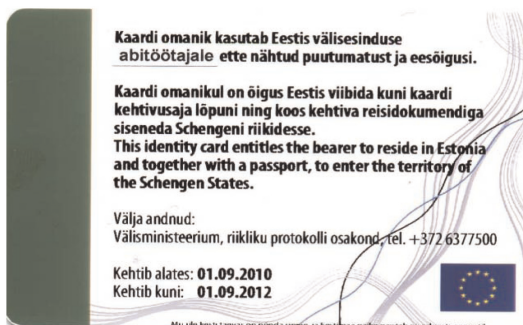 Kaardi omanik kasutab Eestis välisesinduse
abitöötajale ette nähtud puutumatust ja eesõigusi.
Kaardi omanikul on õigus Eestis viibida kuni kaardi
kehtivusaja lõpuni ning koos kehtiva reisidokumendiga
siseneda Schengeni riikidesse.
This identity card entitles the bearer to reside in Estonia
and together with a passport, to enter the territory of
the Schengen States.
Välja andnud:
Välisministeerium, riikliku protokolli osakond, tel. +372 6377500
Kehtib alates: 01.09.2010
Kehtib kuni: 01.09.2012